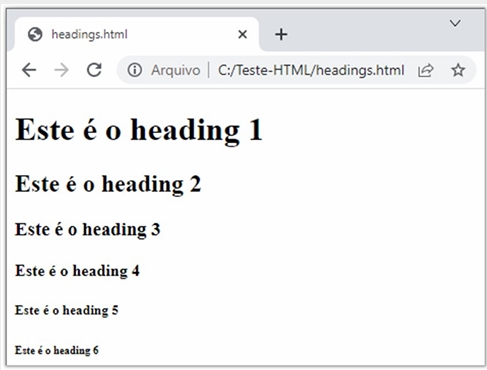 headings.html
Arquivo | C:/Teste-HTML/headings.html
Este é o heading 1
Este é o heading 2
Este é o heading 3
Este é o heading 4
Este é o heading 5
Este é o heading 6